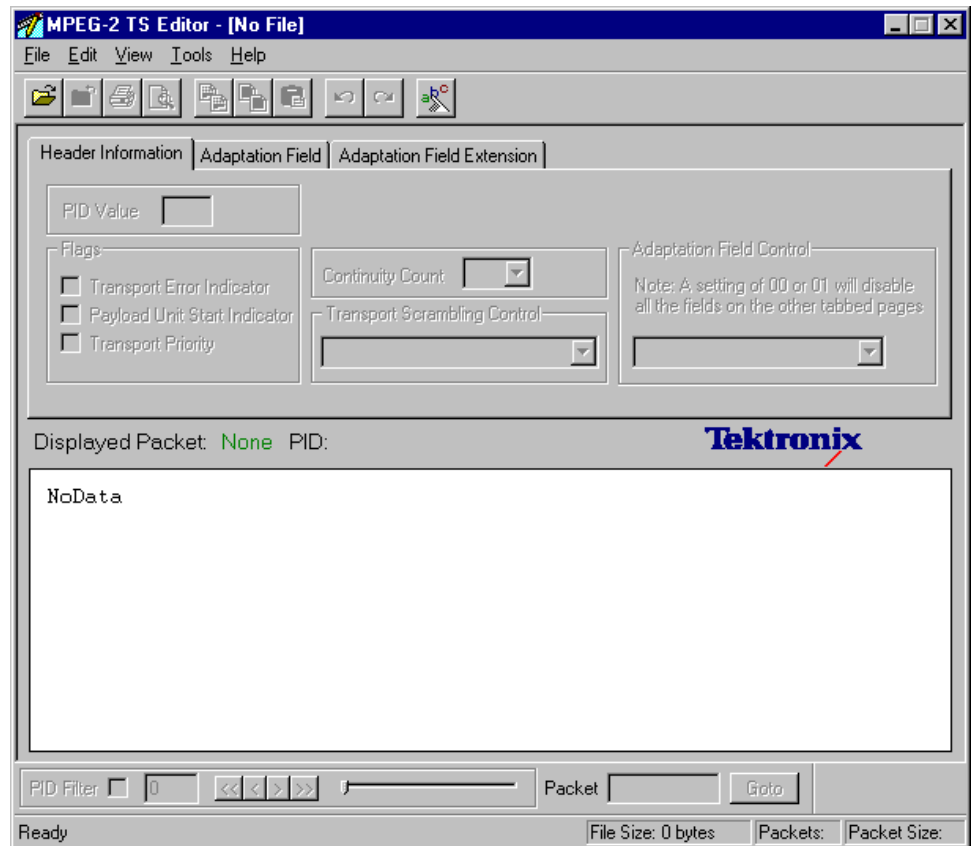 MPEG-2 TS Editor - [No File]
File Edit View Tools Help
abc
Header Information Adaptation Field Adaptation Field Extension
PID Value
Flags
Transport Error Indicator
Payload Unit Start Indicator
Transport Priority
Continuity Count
Transport Scrambling Control
Adaptation Field Control
Note: A setting of 00 or 01 will disable
all the fields on the other tabbed pages
Displayed Packet: None PID:
Tektronix
NoData
PID Filter 0 << < > >> Packet Goto
Ready File Size: 0 bytes Packets: Packet Size: